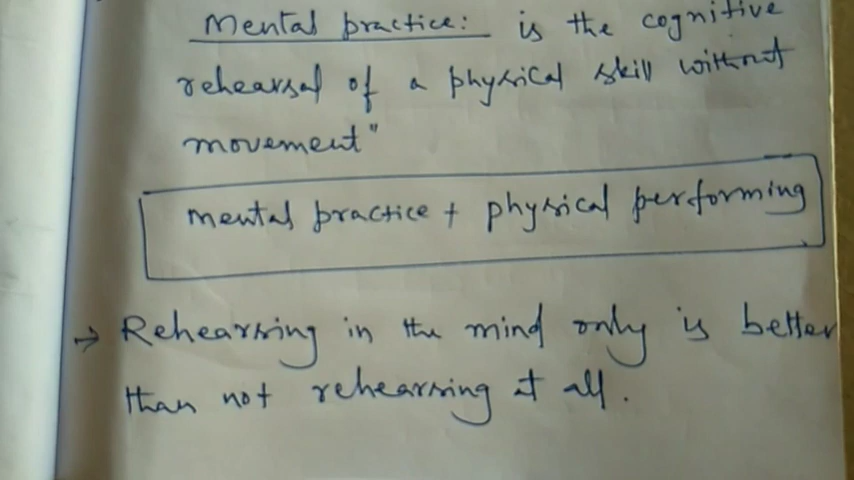 Mental practice: is the cognitive
rehearsal of a physical skill without
movement"
mental practice + physical performing
→ Rehearsing in the mind only is better
than not rehearsing at all.